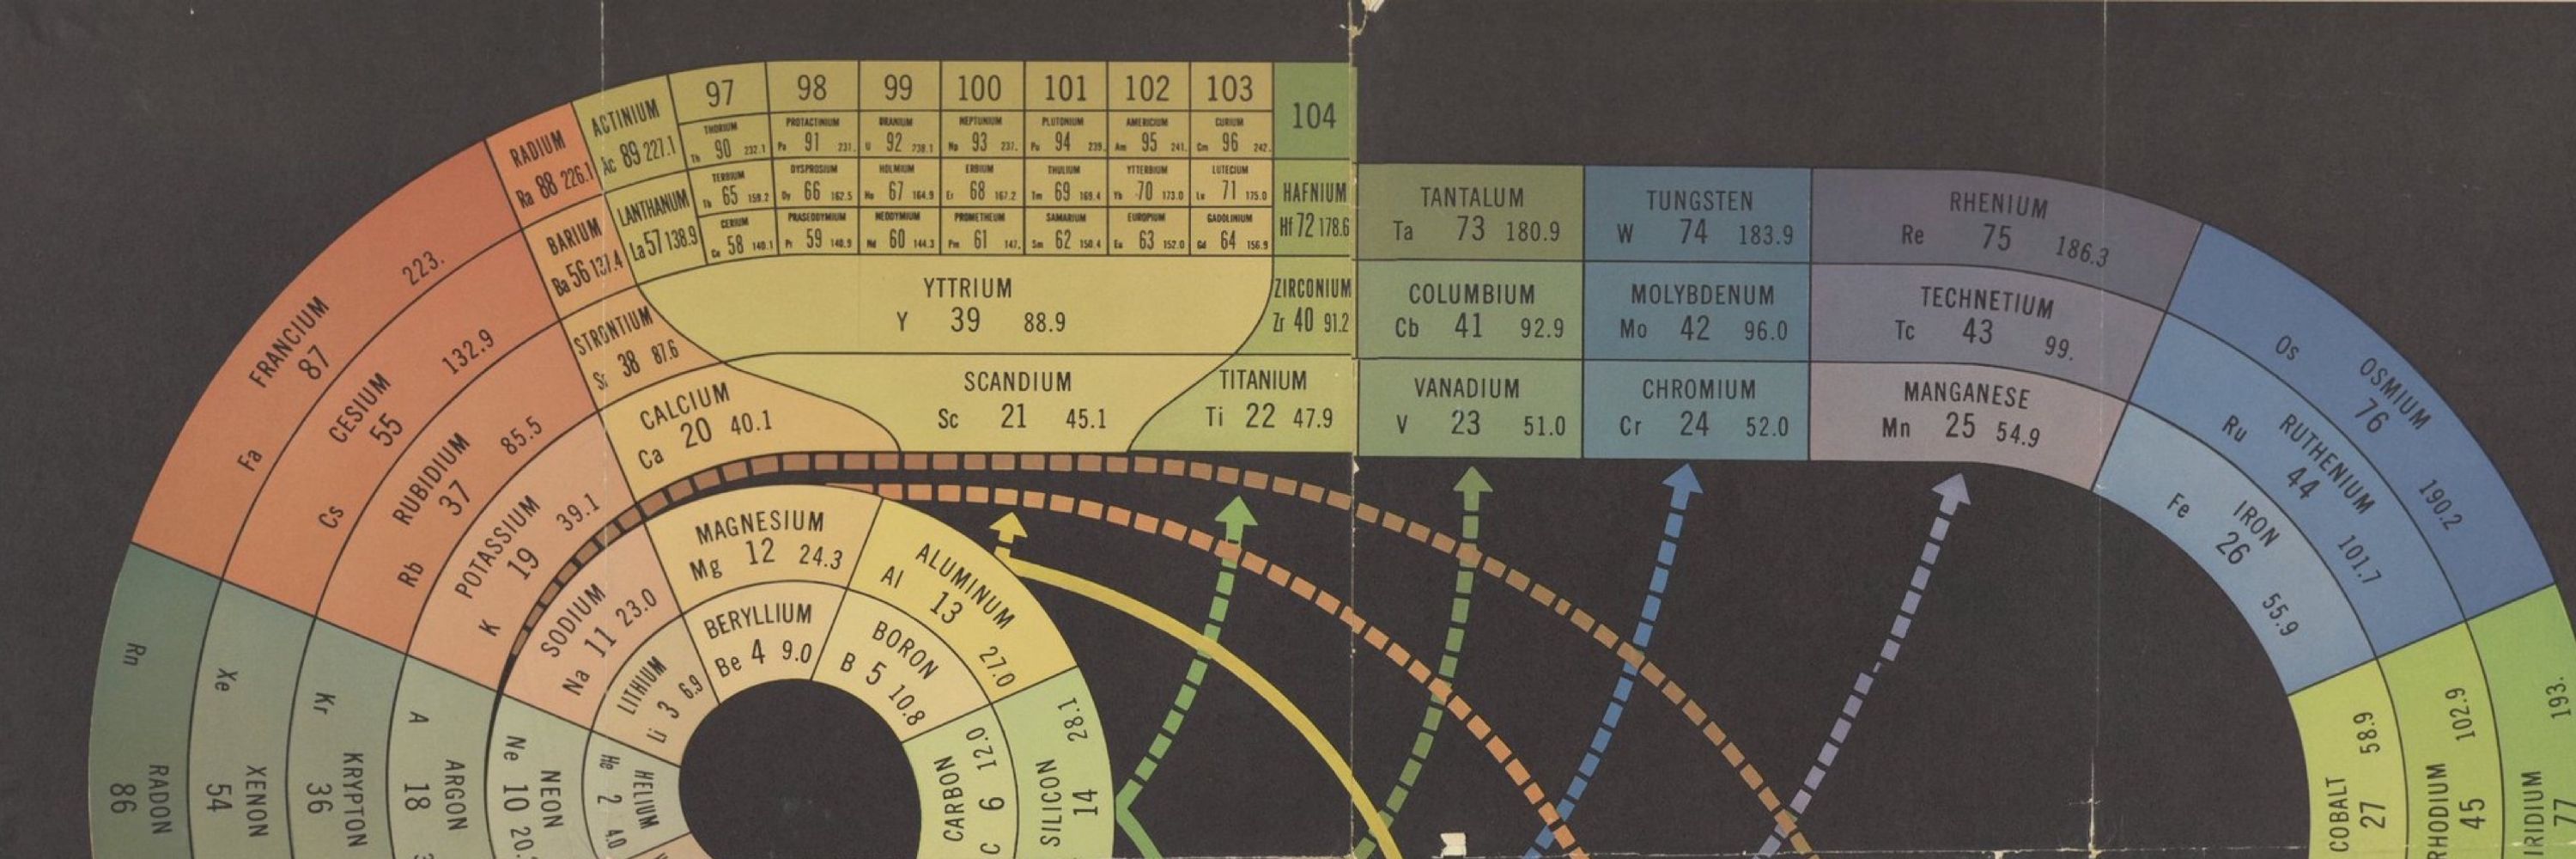 97 98 99 100 101 102 103 104
ACTINIUM
Ac 89 227.1
THORIUM
Th 90 232.1
PROTACTINIUM
Pa 91 231.
URANIUM
U 92 238.1
NEPTUNIUM
Np 93 237.
PLUTONIUM
Pu 94 239.
AMERICIUM
Am 95 241.
CURIUM
Cm 96 242.
RADIUM
Ra 88 226.1
LANTHANUM
La 57 138.9
TERBIUM
Tb 65 159.2
DYSPROSIUM
Dy 66 162.5
HOLMIUM
Ho 67 164.9
ERBIUM
Er 68 167.2
THULIUM
Tm 69 169.4
YTTERBIUM
Yb 70 173.0
LUTECIUM
Lu 71 175.0
HAFNIUM
Hf 72 178.6
TANTALUM
Ta 73 180.9
TUNGSTEN
W 74 183.9
RHENIUM
Re 75 186.3
CERIUM
Ce 58 140.1
PRASEODYMIUM
Pr 59 140.9
NEODYMIUM
Nd 60 144.3
PROMETHEUM
Pm 61 147.
SAMARIUM
Sm 62 150.4
EUROPIUM
Eu 63 152.0
GADOLINIUM
Gd 64 156.9
BARIUM
Ba 56 137.4
FRANCIUM
Fa 87 223.
CESIUM
Cs 55 132.9
RUBIDIUM
Rb 37 85.5
POTASSIUM
K 19 39.1
STRONTIUM
Sr 38 87.6
YTTRIUM
Y 39 88.9
ZIRCONIUM
Zr 40 91.2
COLUMBIUM
Cb 41 92.9
MOLYBDENUM
Mo 42 96.0
TECHNETIUM
Tc 43 99.
CALCIUM
Ca 20 40.1
SCANDIUM
Sc 21 45.1
TITANIUM
Ti 22 47.9
VANADIUM
V 23 51.0
CHROMIUM
Cr 24 52.0
MANGANESE
Mn 25 54.9
OSMIUM
Os 76 190.2
RUTHENIUM
Ru 44 101.7
IRON
Fe 26 55.9
MAGNESIUM
Mg 12 24.3
ALUMINUM
Al 13 27.0
SODIUM
Na 11 23.0
LITHIUM
Li 3 6.9
BERYLLIUM
Be 4 9.0
BORON
B 5 10.8
CARBON
C 6 12.0
SILICON
14 28.1
Rn
RADON
86
Xe
XENON
54
Kr
KRYPTON
36
A
ARGON
18
Ne
NEON
10 20.
HELIUM
He 2 4.0
COBALT
27 58.9
RHODIUM
45 102.9
IRIDIUM
77 193.